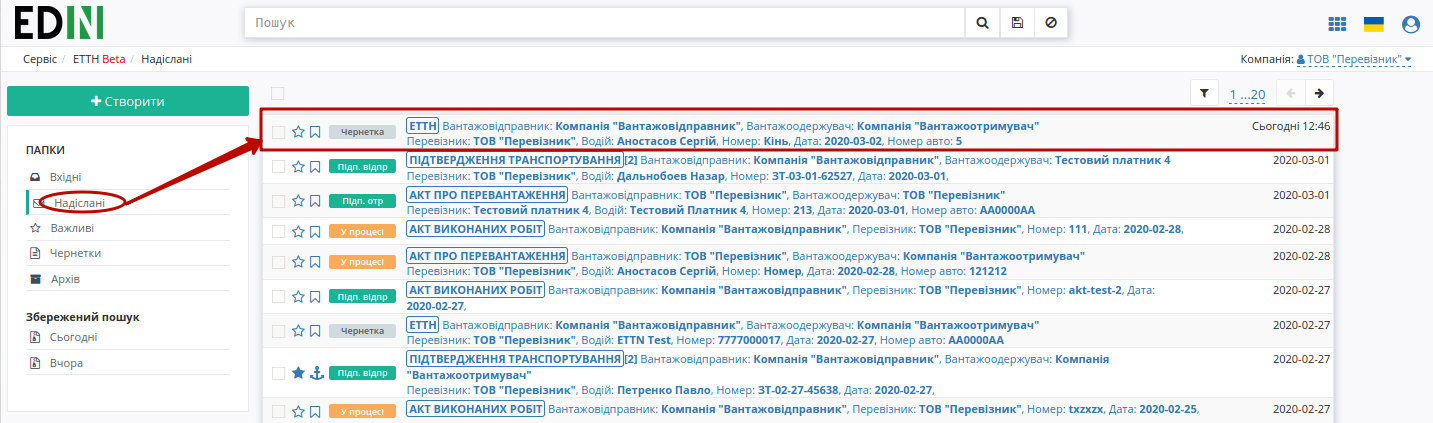 EDIN
Пошук
Сервіс / ЕТТН Beta / Надіслані
Компанія: ТОВ "Перевізник"
Створити
1 ...20
ПАПКИ
Вхідні
Надіслані
Важливі
Чернетки
Архів
Збережений пошук
Сьогодні
Вчора
Чернетка ЕТТН Вантажовідправник: Компанія "Вантажовідправник", Вантажоодержувач: Компанія "Вантажоотримувач" Сьогодні 12:46
Перевізник: ТОВ "Перевізник", Водій: Аностасов Сергій, Номер: Кінь, Дата: 2020-03-02, Номер авто: 5
Підп. відпр ПІДТВЕРДЖЕННЯ ТРАНСПОРТУВАННЯ [2] Вантажовідправник: Компанія "Вантажовідправник", Вантажоодержувач: Тестовий платник 4 2020-03-01
Перевізник: ТОВ "Перевізник", Водій: Дальнобоев Назар, Номер: ЗТ-03-01-62527, Дата: 2020-03-01,
Підп. отр АКТ ПРО ПЕРЕВАНТАЖЕННЯ Вантажовідправник: ТОВ "Перевізник", Вантажоодержувач: ТОВ "Перевізник" 2020-03-01
Перевізник: Тестовий платник 4, Водій: Тестовий Платник 4, Номер: 213, Дата: 2020-03-01, Номер авто: АА0000АА
У процесі АКТ ВИКОНАНИХ РОБІТ Вантажовідправник: Компанія "Вантажовідправник", Перевізник: ТОВ "Перевізник", Номер: 111, Дата: 2020-02-28, 2020-02-28
У процесі АКТ ПРО ПЕРЕВАНТАЖЕННЯ Вантажовідправник: ТОВ "Перевізник", Вантажоодержувач: Компанія "Вантажоотримувач" 2020-02-28
Перевізник: ТОВ "Перевізник", Водій: Аностасов Сергій, Номер: Номер, Дата: 2020-02-28, Номер авто: 121212
Підп. відпр АКТ ВИКОНАНИХ РОБІТ Вантажовідправник: Компанія "Вантажовідправник", Перевізник: ТОВ "Перевізник", Номер: akt-test-2, Дата: 2020-02-27
2020-02-27,
Чернетка ЕТТН Вантажовідправник: Компанія "Вантажовідправник", Вантажоодержувач: Компанія "Вантажоотримувач" 2020-02-27
Перевізник: ТОВ "Перевізник", Водій: ETTN Test, Номер: 7777000017, Дата: 2020-02-27, Номер авто: АА0000АА
Підп. відпр ПІДТВЕРДЖЕННЯ ТРАНСПОРТУВАННЯ [2] Вантажовідправник: Компанія "Вантажовідправник", Вантажоодержувач: Компанія 2020-02-27
"Вантажоотримувач"
Перевізник: ТОВ "Перевізник", Водій: Петренко Павло, Номер: ЗТ-02-27-45638, Дата: 2020-02-27,
У процесі АКТ ВИКОНАНИХ РОБІТ Вантажовідправник: Компанія "Вантажовідправник", Перевізник: ТОВ "Перевізник", Номер: txzxzx, Дата: 2020-02-25, 2020-02-27